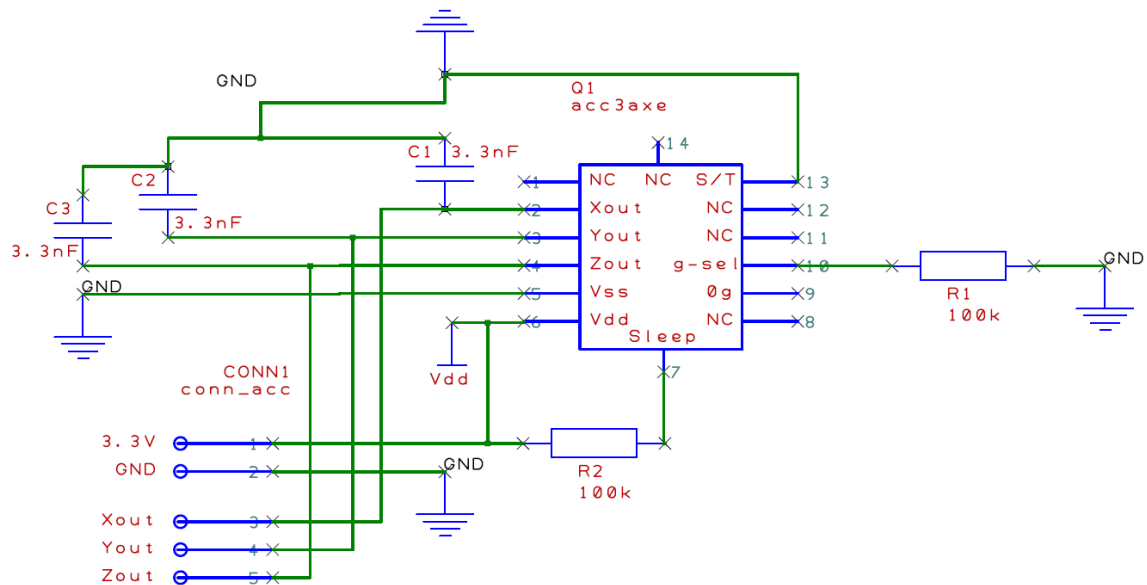 GND
Q1
acc3axe
C1 3.3nF
14
C2
NC NC S/T
1 13
C3
Xout NC
2 12
3.3nF
Yout NC
3 11
3.3nF
Zout g-sel
4 10
GND
GND
Vss 0g
5 9
R1
100k
Vdd NC
6 8
Sleep
CONN1
conn_acc
Vdd
7
3.3V 1
GND 2
GND
R2
100k
Xout 3
Yout 4
Zout 5